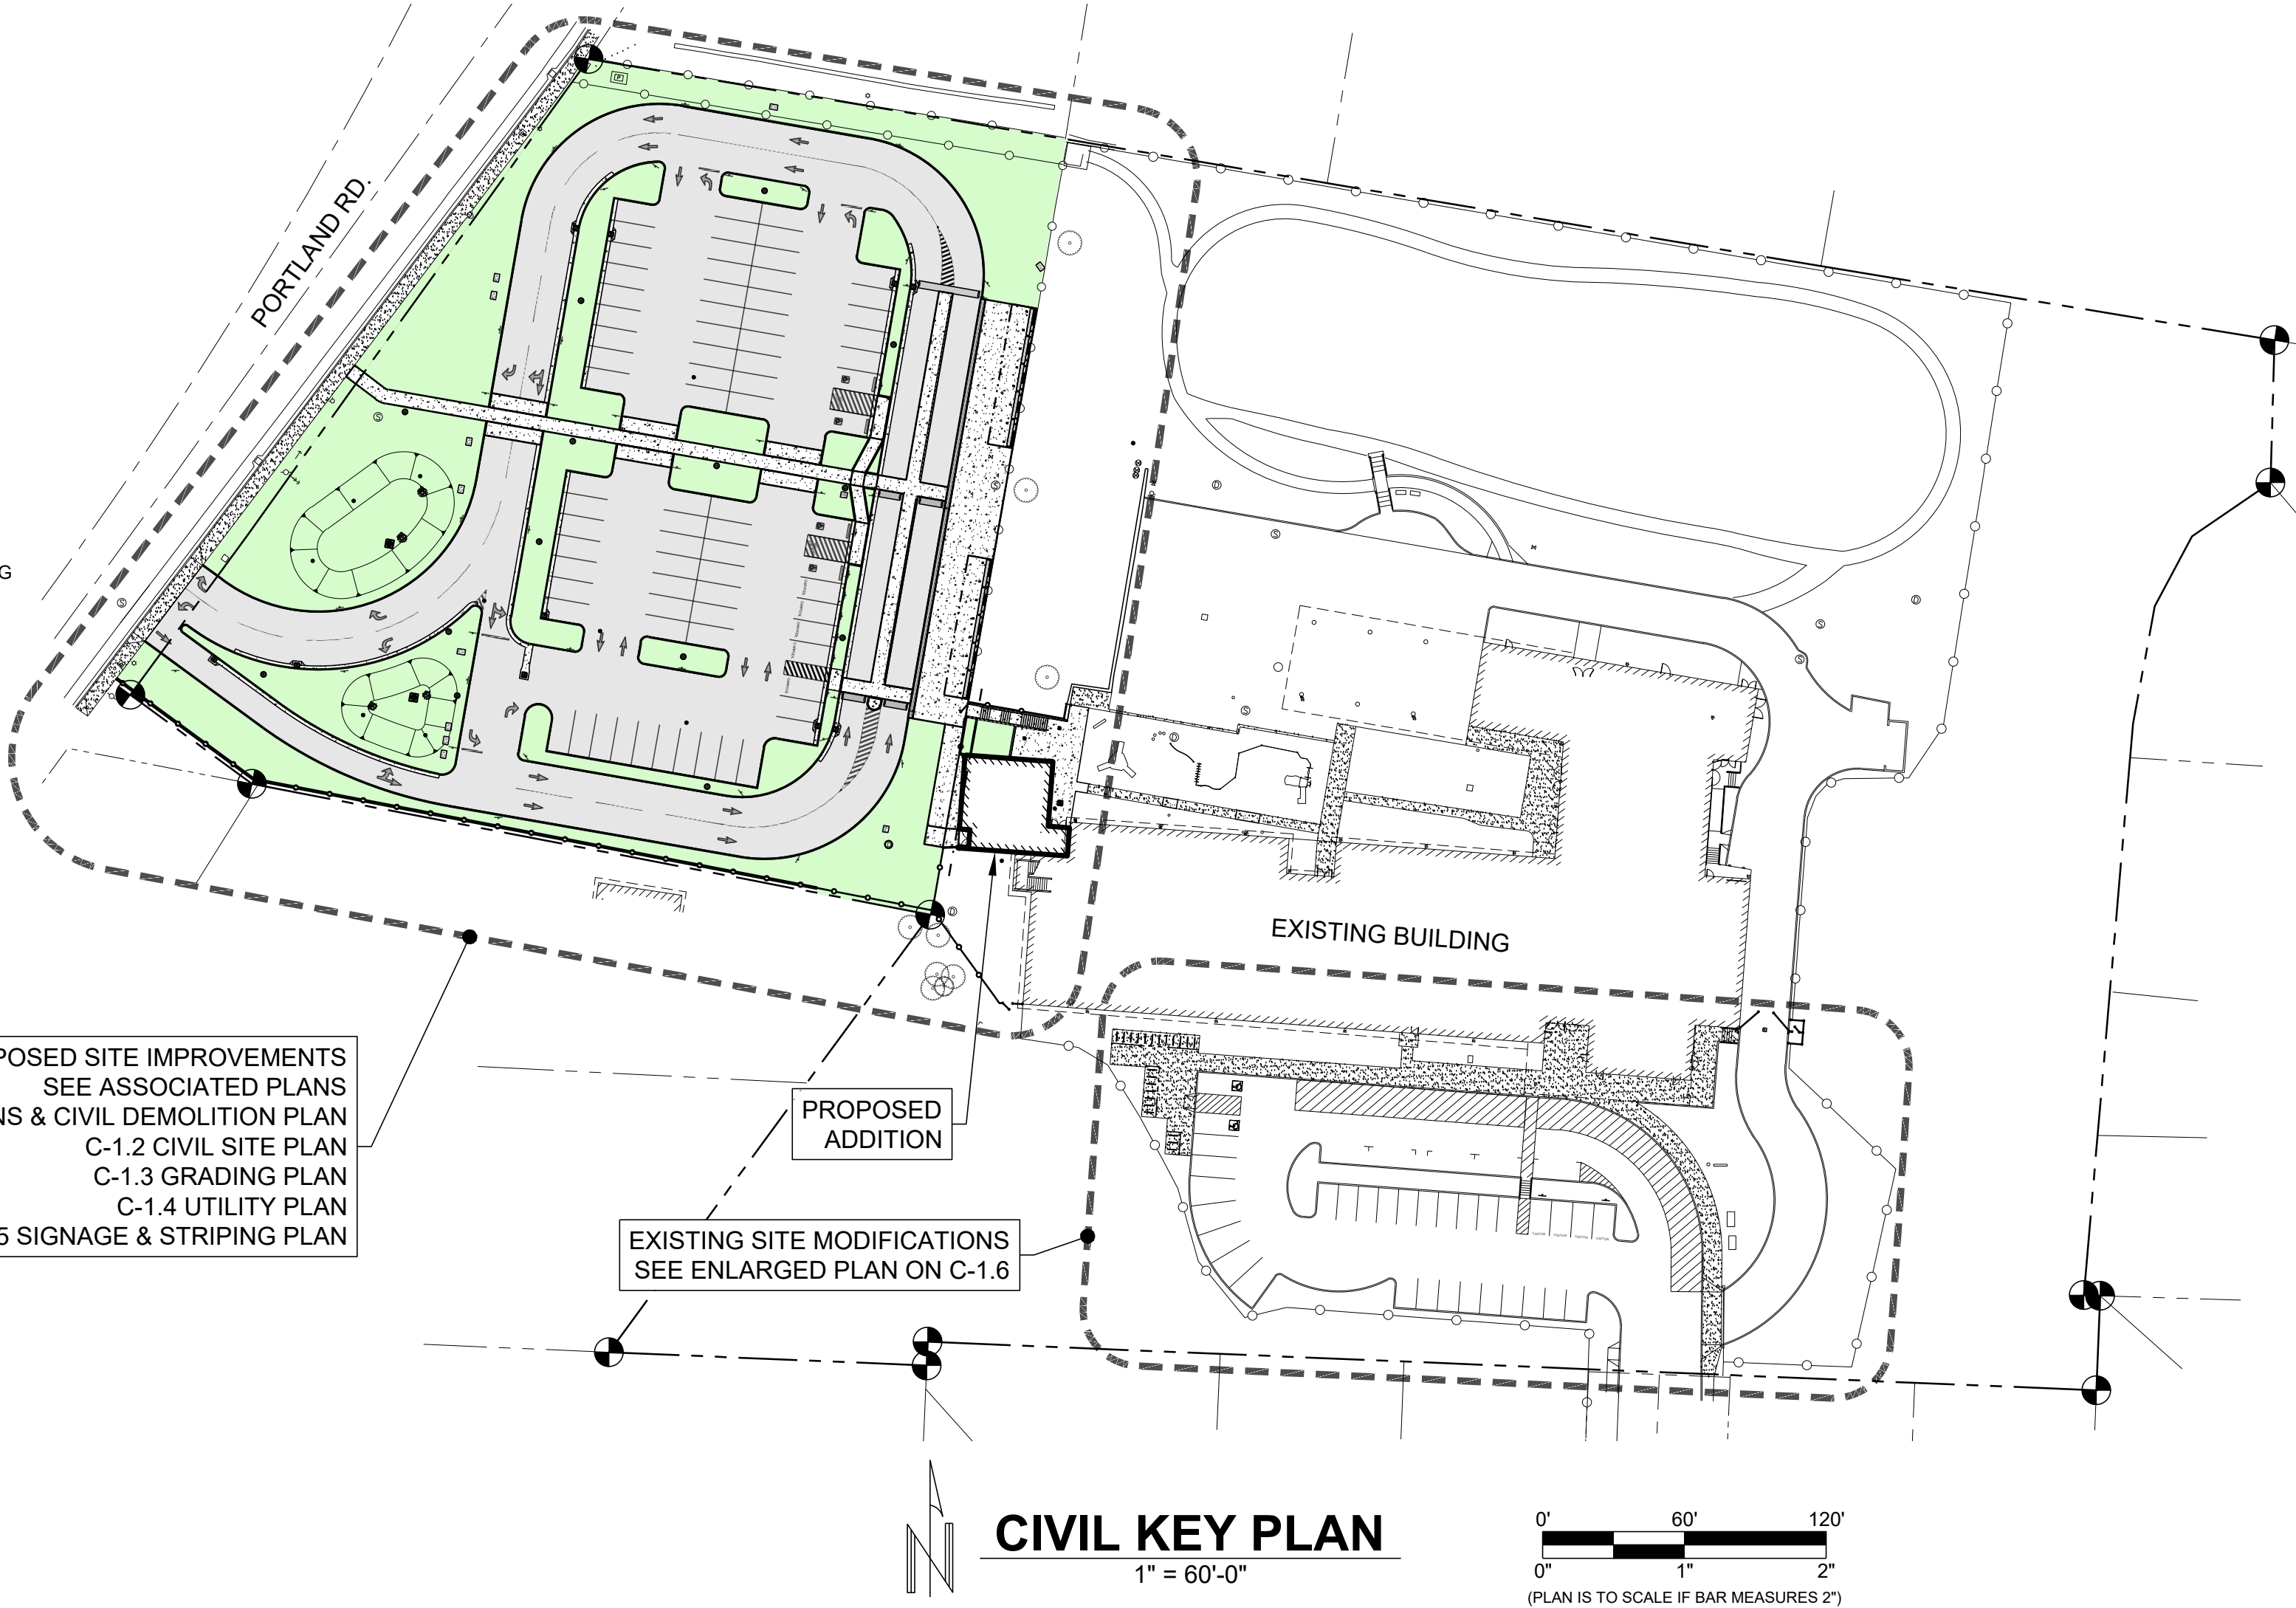 PORTLAND RD.
G
EXISTING BUILDING
POSED SITE IMPROVEMENTS
SEE ASSOCIATED PLANS
NS & CIVIL DEMOLITION PLAN
C-1.2 CIVIL SITE PLAN
C-1.3 GRADING PLAN
C-1.4 UTILITY PLAN
5 SIGNAGE & STRIPING PLAN
PROPOSED
ADDITION
EXISTING SITE MODIFICATIONS
SEE ENLARGED PLAN ON C-1.6
N
CIVIL KEY PLAN
1" = 60'-0"
0' 60' 120'
0" 1" 2"
(PLAN IS TO SCALE IF BAR MEASURES 2")